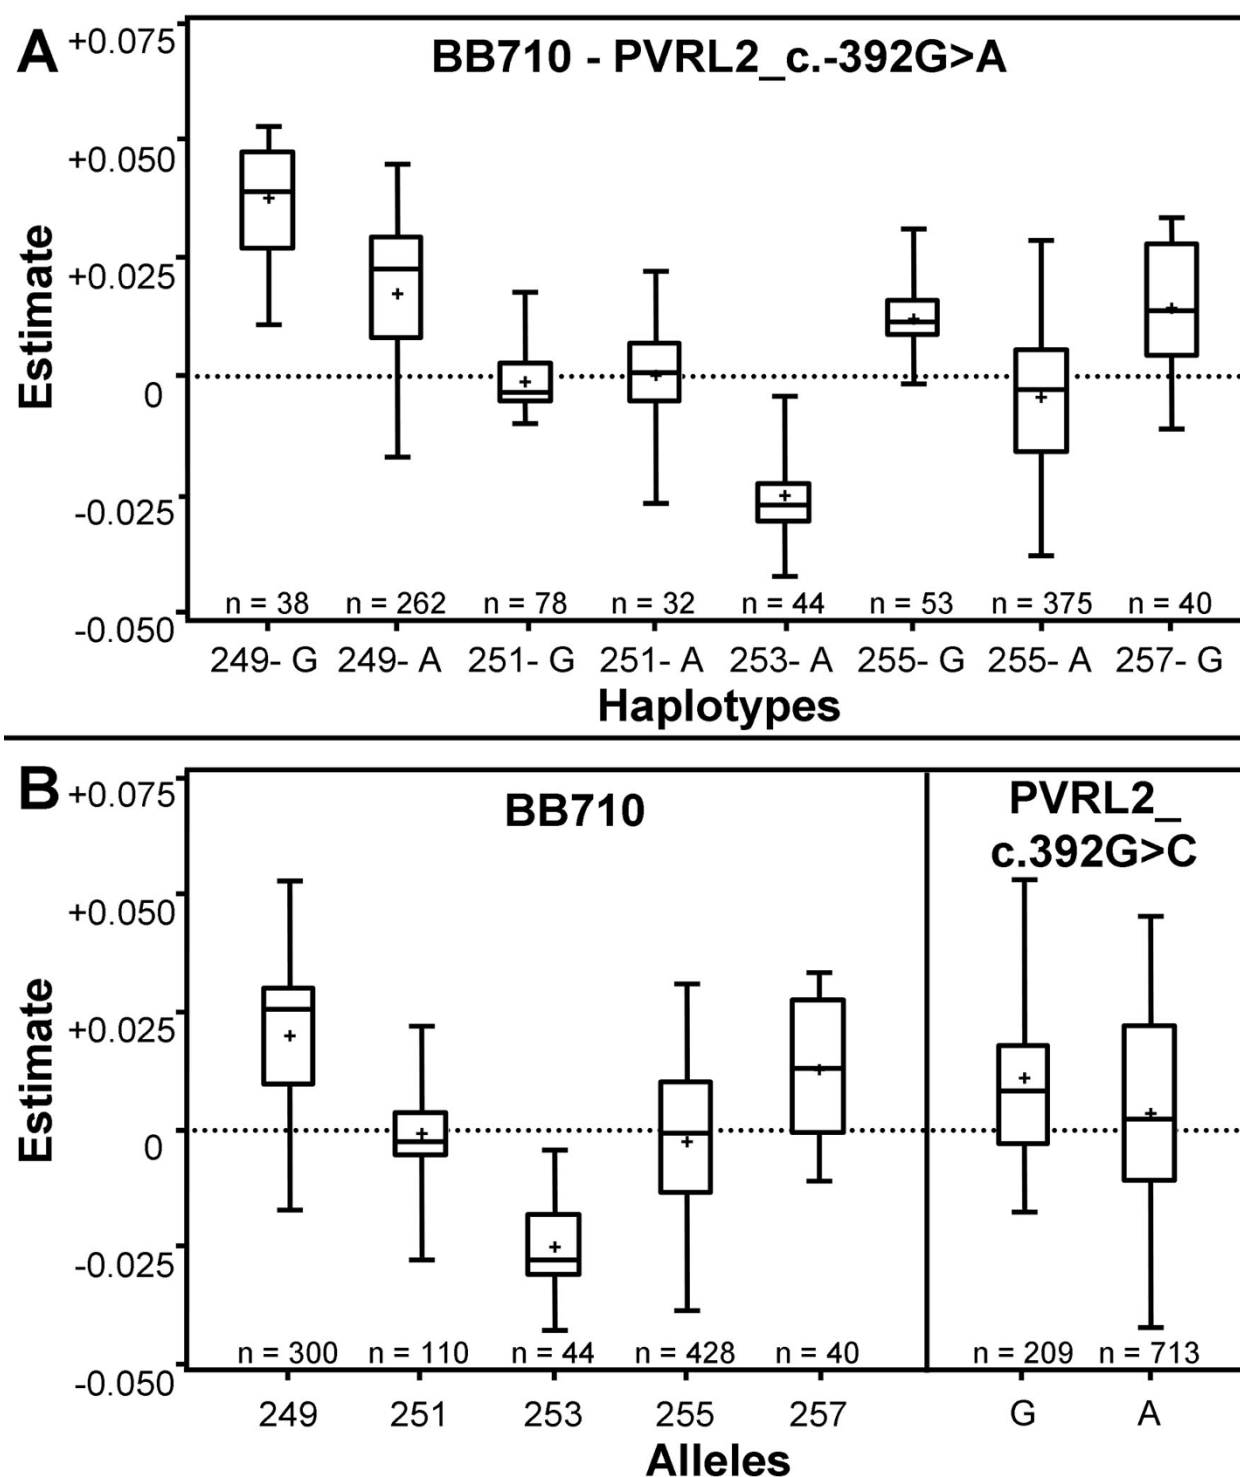 A
BB710 - PVRL2_c.-392G>A
+0.075
+0.050
+0.025
0
-0.025
-0.050
Estimate
n = 38 n = 262 n = 78 n = 32 n = 44 n = 53 n = 375 n = 40
249- G 249- A 251- G 251- A 253- A 255- G 255- A 257- G
Haplotypes
B
BB710
PVRL2_
c.392G>C
+0.075
+0.050
+0.025
0
-0.025
-0.050
Estimate
n = 300 n = 110 n = 44 n = 428 n = 40 n = 209 n = 713
249 251 253 255 257 G A
Alleles